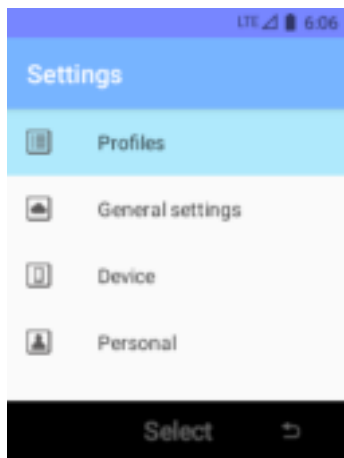 LTE 6:06
Settings
Profiles
General settings
Device
Personal
Select